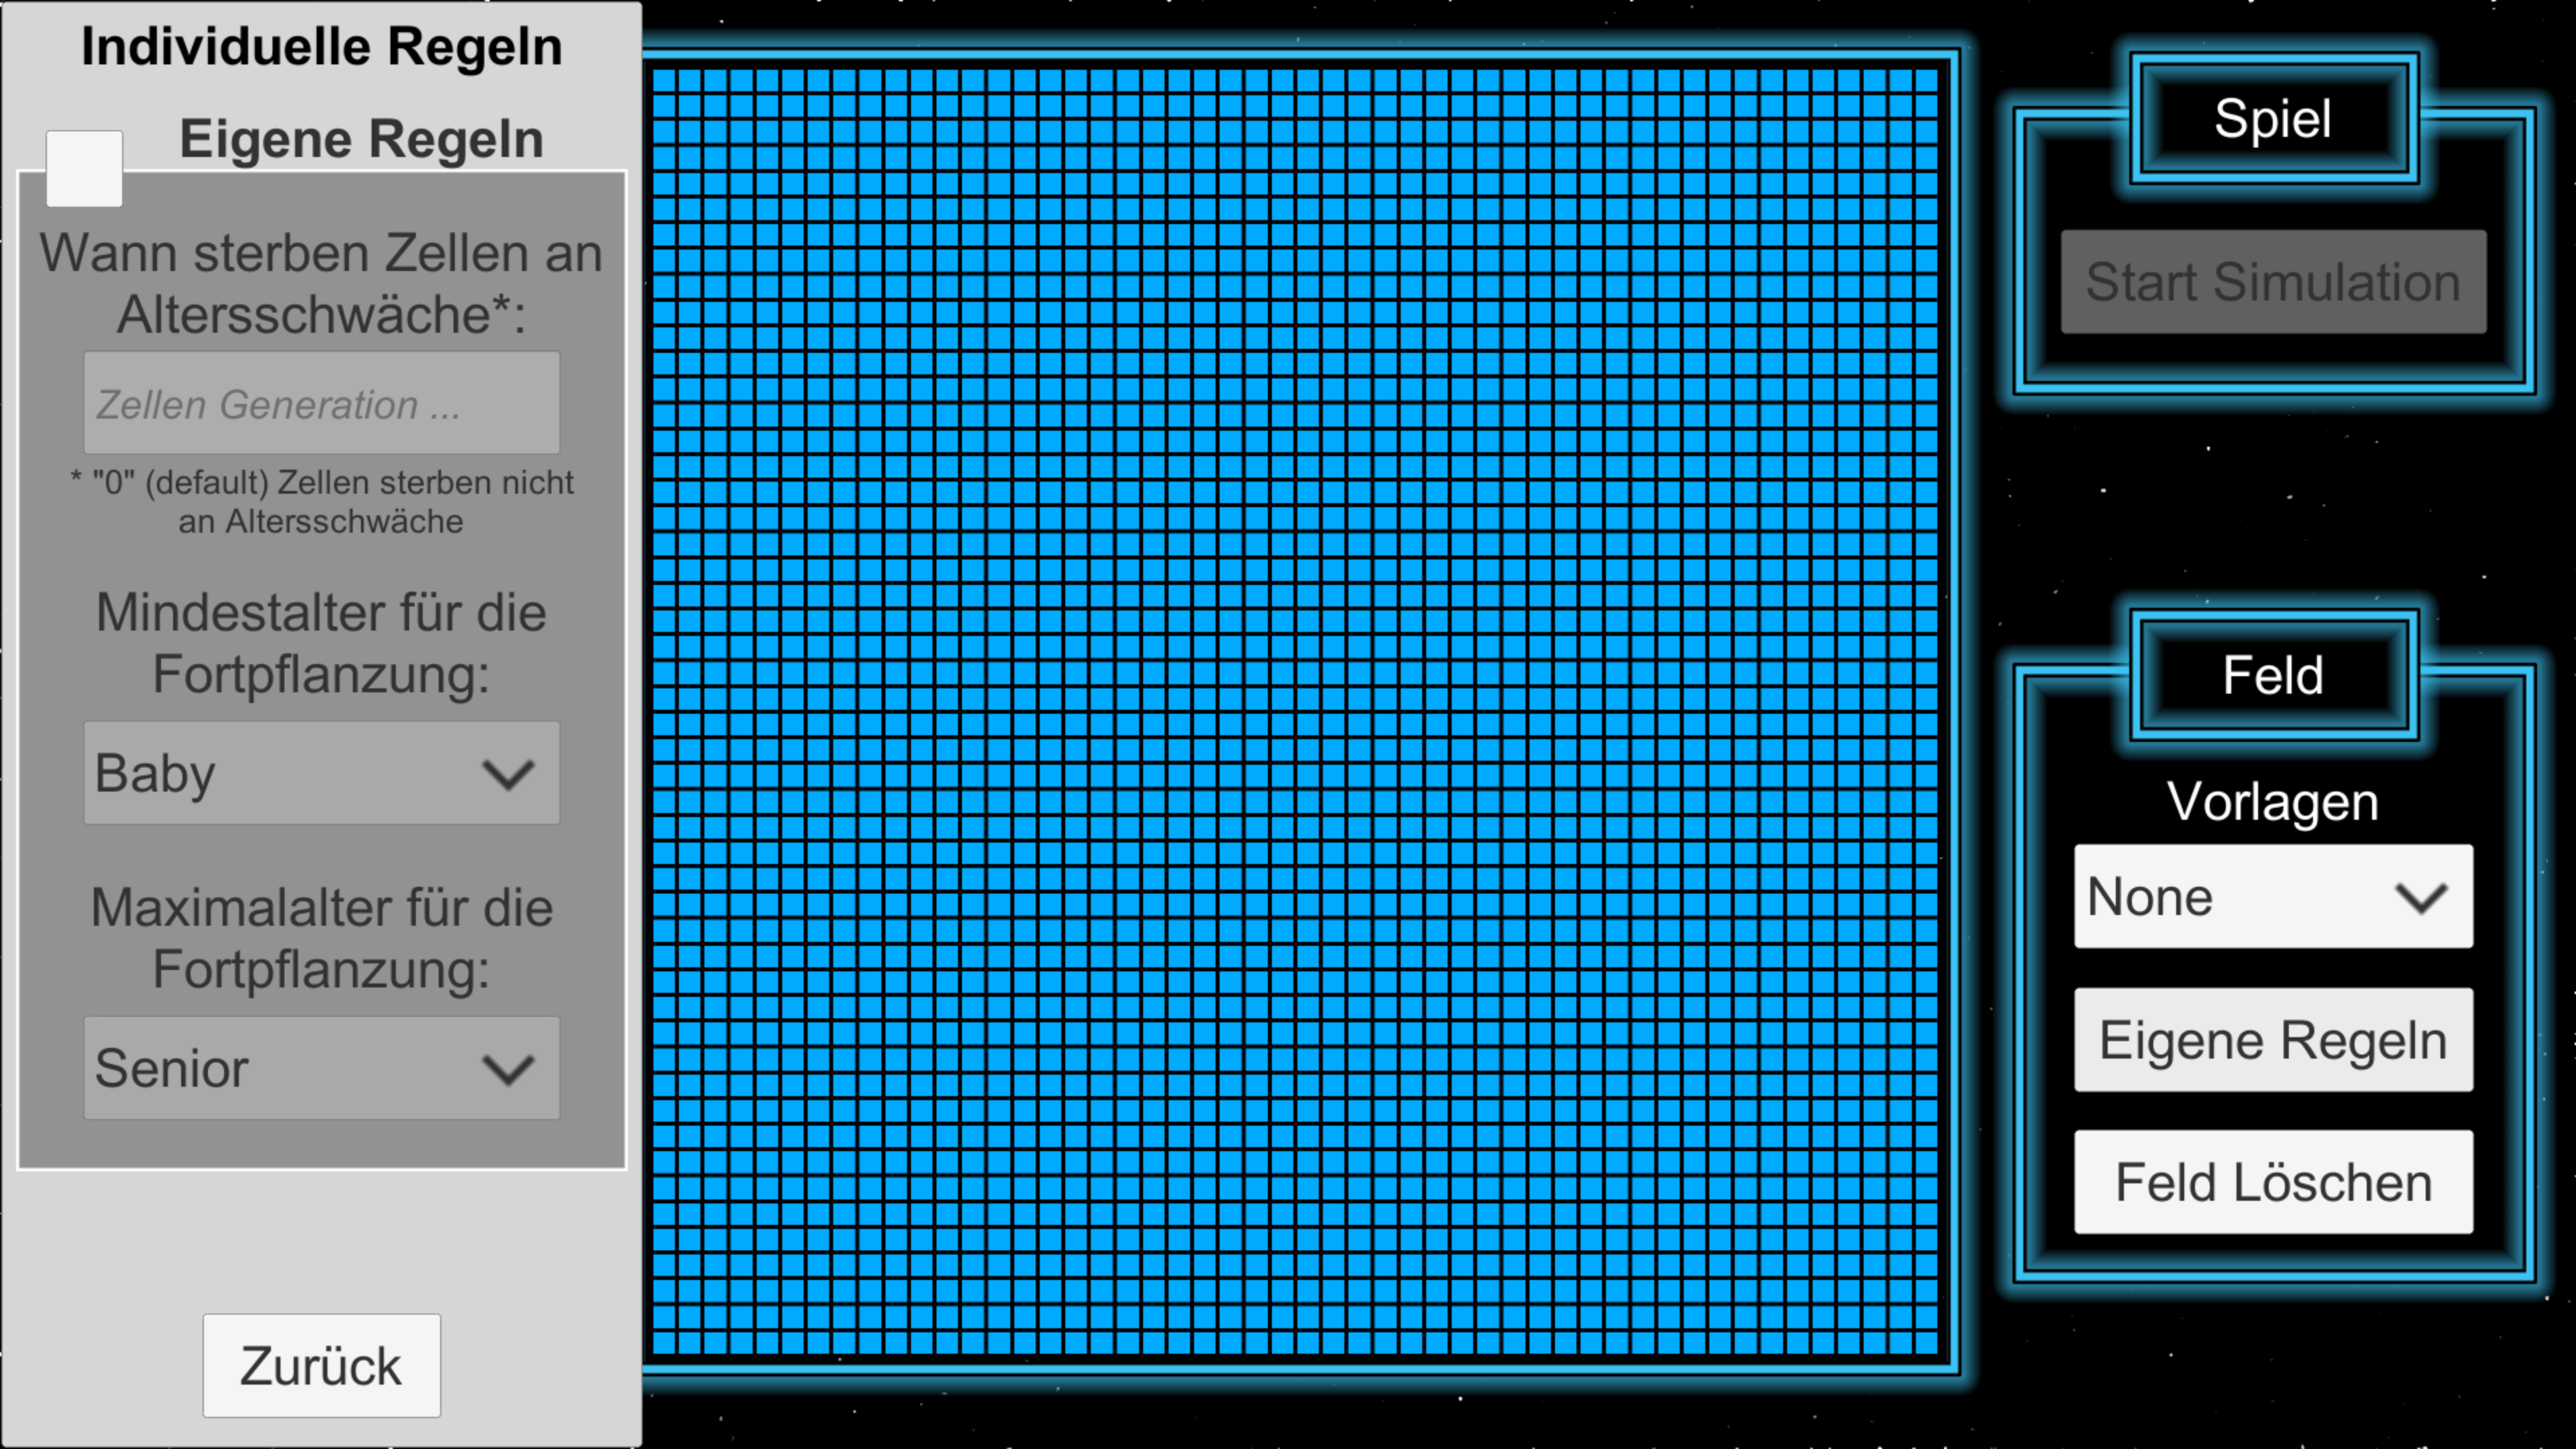 Individuelle Regeln
Eigene Regeln
Wann sterben Zellen an
Altersschwäche*:
Zellen Generation ...
* "0" (default) Zellen sterben nicht
an Altersschwäche
Mindestalter für die
Fortpflanzung:
Baby
Maximalalter für die
Fortpflanzung:
Senior
Zurück
Spiel
Start Simulation
Feld
Vorlagen
None
Eigene Regeln
Feld Löschen